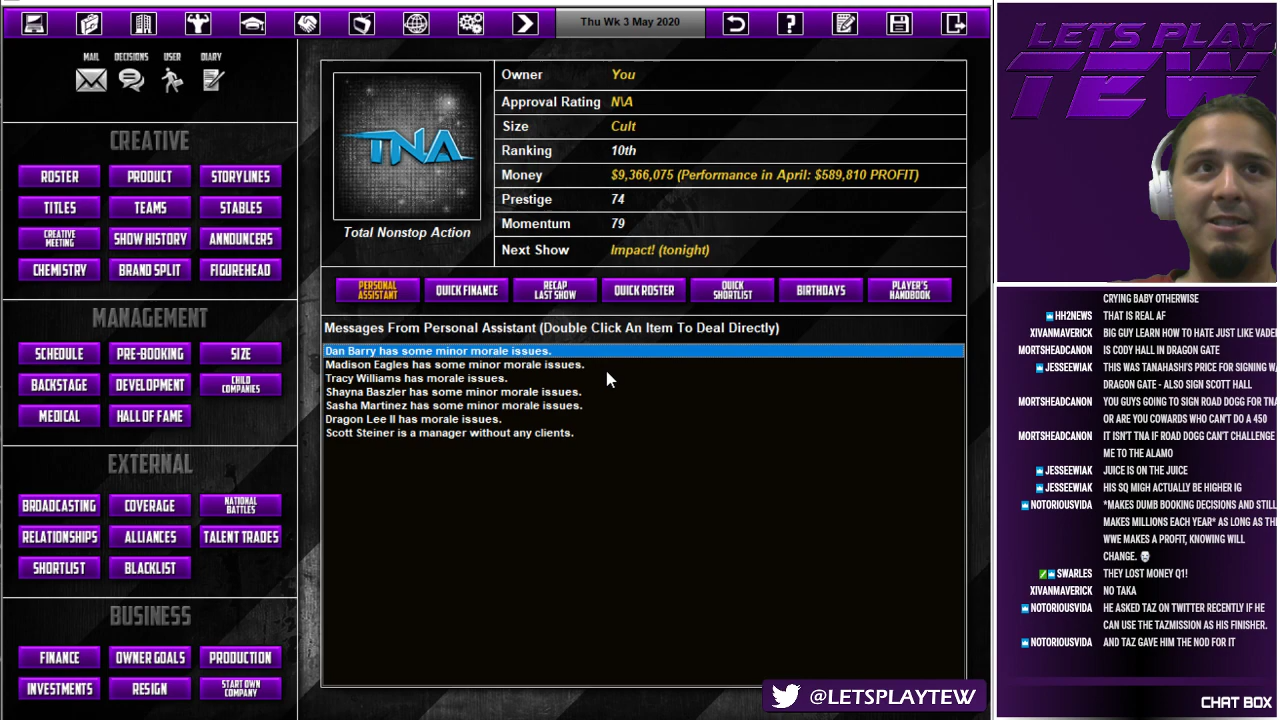 Thu Wk 3 May 2020
MAIL
DECISIONS
USER
DIARY
CREATIVE
ROSTER
PRODUCT
STORYLINES
TITLES
TEAMS
STABLES
CREATIVE MEETING
SHOW HISTORY
ANNOUNCERS
CHEMISTRY
BRAND SPLIT
FIGUREHEAD
MANAGEMENT
SCHEDULE
PRE-BOOKING
SIZE
BACKSTAGE
DEVELOPMENT
CHILD COMPANIES
MEDICAL
HALL OF FAME
EXTERNAL
BROADCASTING
COVERAGE
NATIONAL BATTLES
RELATIONSHIPS
ALLIANCES
TALENT TRADES
SHORTLIST
BLACKLIST
BUSINESS
FINANCE
OWNER GOALS
PRODUCTION
INVESTMENTS
RESIGN
START OWN COMPANY
TNA
Total Nonstop Action
Owner You
Approval Rating N\A
Size Cult
Ranking 10th
Money $9,366,075 (Performance in April: $589,810 PROFIT)
Prestige 74
Momentum 79
Next Show Impact! (tonight)
PERSONAL ASSISTANT
QUICK FINANCE
RECAP LAST SHOW
QUICK ROSTER
QUICK SHORTLIST
BIRTHDAYS
PLAYER'S HANDBOOK
Messages From Personal Assistant (Double Click An Item To Deal Directly)
Dan Barry has some minor morale issues.
Madison Eagles has some minor morale issues.
Tracy Williams has morale issues.
Shayna Baszler has some minor morale issues.
Sasha Martinez has some minor morale issues.
Dragon Lee II has morale issues.
Scott Steiner is a manager without any clients.
@LETSPLAYTEW
LETS PLAY
TEW
CRYING BABY OTHERWISE
HH2NEWS THAT IS REAL AF
XIVANMAVERICK BIG GUY LEARN HOW TO HATE JUST LIKE VADE
MORTSHEADCANON IS CODY HALL IN DRAGON GATE
JESSEEWIAK THIS WAS TANAHASHI'S PRICE FOR SIGNING W/
DRAGON GATE - ALSO SIGN SCOTT HALL
MORTSHEADCANON YOU GUYS GOING TO SIGN ROAD DOGG FOR TNA
OR ARE YOU COWARDS WHO CAN'T DO A 450
MORTSHEADCANON IT ISN'T TNA IF ROAD DOGG CAN'T CHALLENGE
ME TO THE ALAMO
JESSEEWIAK JUICE IS ON THE JUICE
JESSEEWIAK HIS SQ MIGH ACTUALLY BE HIGHER IG
NOTORIOUSVIDA *MAKES DUMB BOOKING DECISIONS AND STILL
MAKES MILLIONS EACH YEAR* AS LONG AS THE
WWE MAKES A PROFIT, KNOWING WILL
CHANGE.
SWARLES THEY LOST MONEY Q1!
XIVANMAVERICK NO TAKA
NOTORIOUSVIDA HE ASKED TAZ ON TWITTER RECENTLY IF HE
CAN USE THE TAZMISSION AS HIS FINISHER.
NOTORIOUSVIDA AND TAZ GAVE HIM THE NOD FOR IT
CHAT BOX